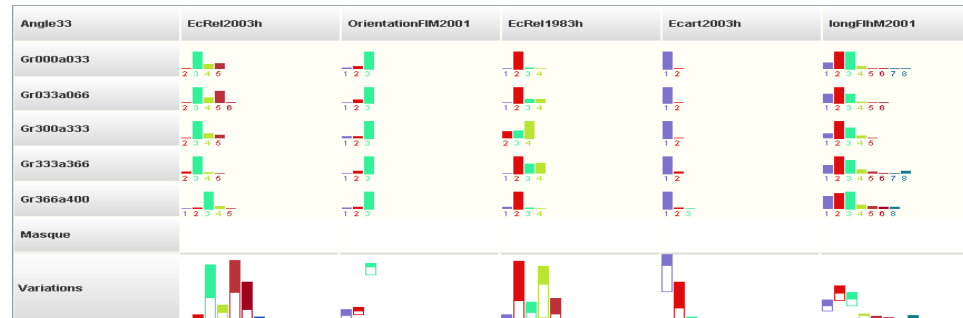 Angle33 EcRel2003h OrientationFlM2001 EcRel1983h Ecart2003h longFlhM2001
Gr000a033
2 3 4 5 1 2 3 1 2 3 4 1 2 1 2 3 4 5 6 7 8
Gr033a066
2 3 4 5 6 1 2 3 1 2 3 4 1 2 1 2 3 4 5 6
Gr300a333
2 3 4 5 1 2 3 2 3 4 1 2 1 2 3 4 5
Gr333a366
2 3 4 5 1 2 3 1 2 3 4 1 2 1 2 3 4 5 6 7 8
Gr366a400
1 2 3 4 5 1 2 3 1 2 3 4 1 2 3 1 2 3 4 5 6 8
Masque
Variations